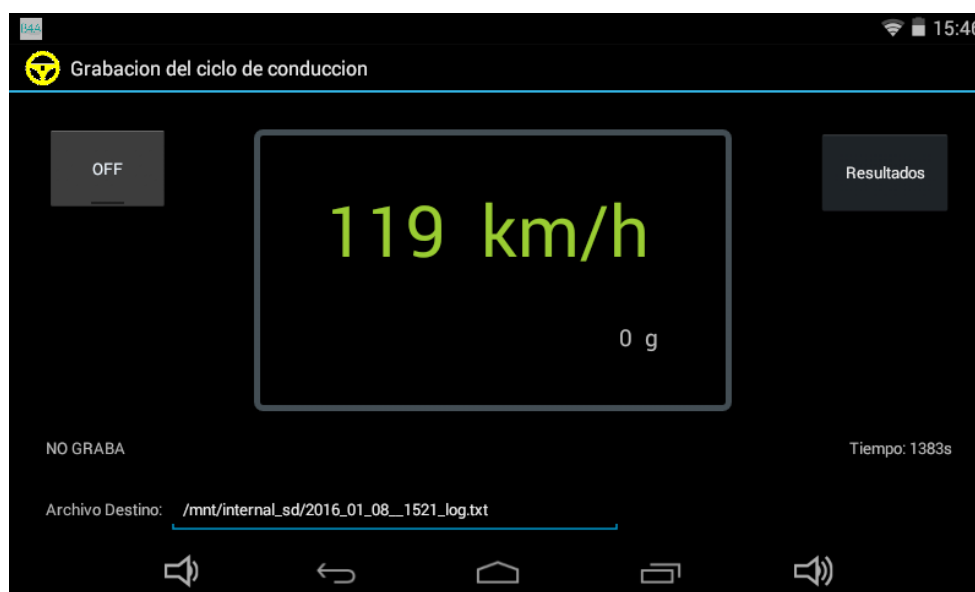 B4A
15:46
Grabacion del ciclo de conduccion
OFF
Resultados
119 km/h
0 g
NO GRABA
Tiempo: 1383s
Archivo Destino: /mnt/internal_sd/2016_01_08__1521_log.txt